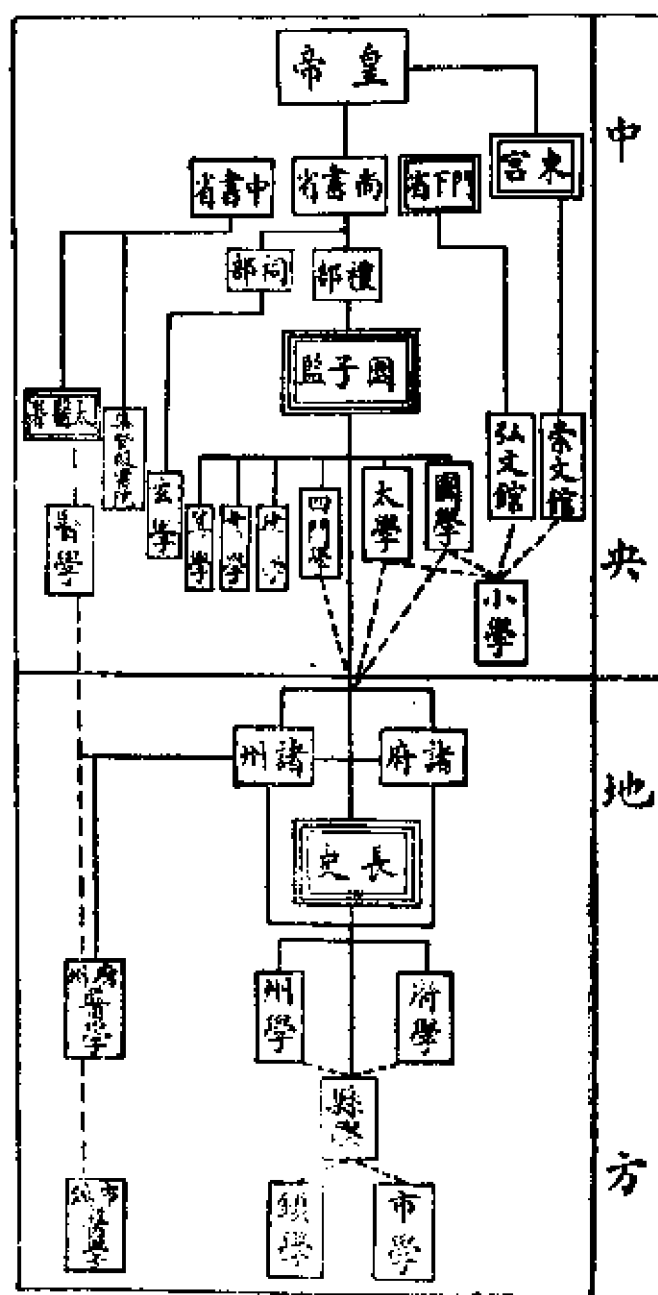 中央
地方
皇帝
東宮
門下省
尚書省
中書省
禮部
祠部
國子監
太醫署
崇文館
弘文館
國學
太學
四門學
玄學
醫學
小學
諸府
諸州
長史
府學
州學
縣學
市學
鎮學